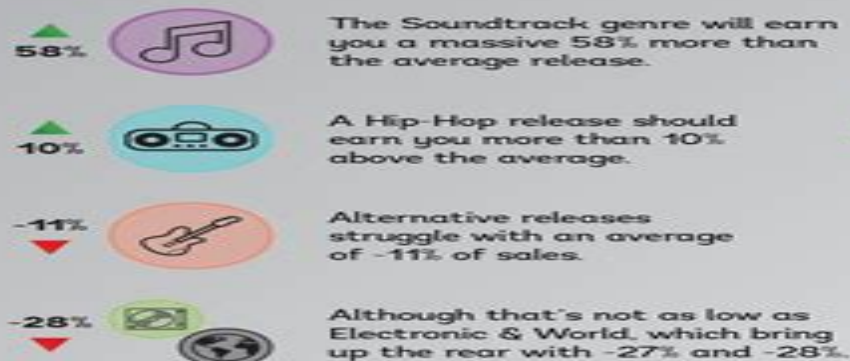 58%
The Soundtrack genre will earn
you a massive 58% more than
the average release.
10%
A Hip-Hop release should
earn you more than 10%
above the average.
-11%
Alternative releases
struggle with an average
of -11% of sales.
-28%
Although that's not as low as
Electronic & World, which bring
up the rear with -27% and -28%.